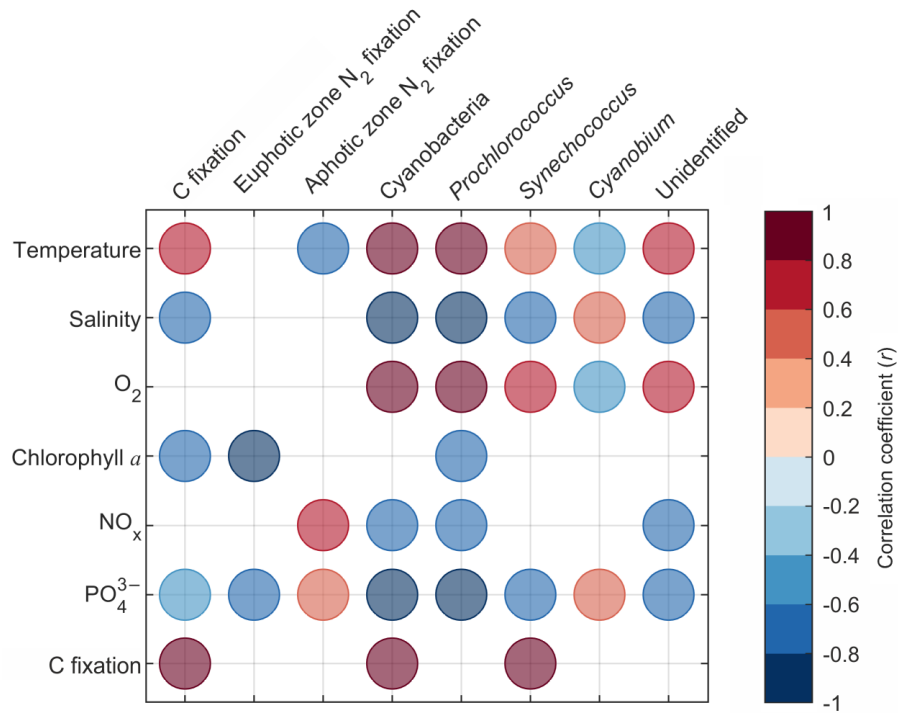 C fixation
Euphotic zone N₂ fixation
Aphotic zone N₂ fixation
Cyanobacteria
Prochlorococcus
Synechococcus
Cyanobium
Unidentified
Temperature
Salinity
O₂
Chlorophyll a
NOₓ
PO₄³⁻
C fixation
1
0.8
0.6
0.4
0.2
0
-0.2
-0.4
-0.6
-0.8
-1
Correlation coefficient (r)